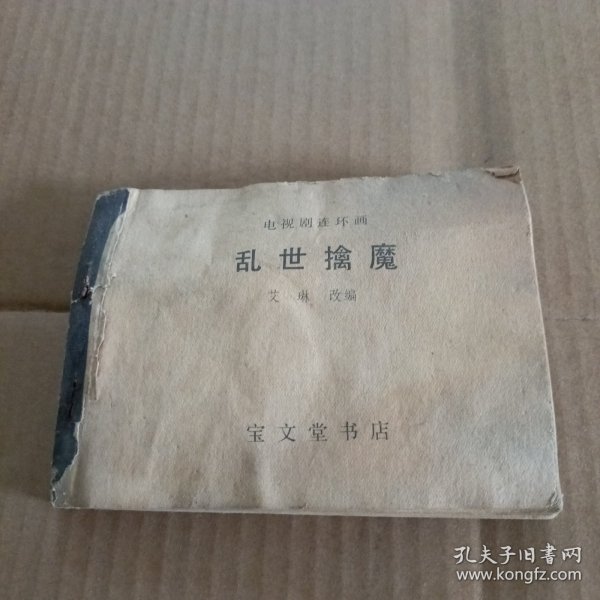 电视剧连环画
乱世擒魔
艾琳 改编
宝文堂书店
孔夫子旧书网
www.kongfz.com